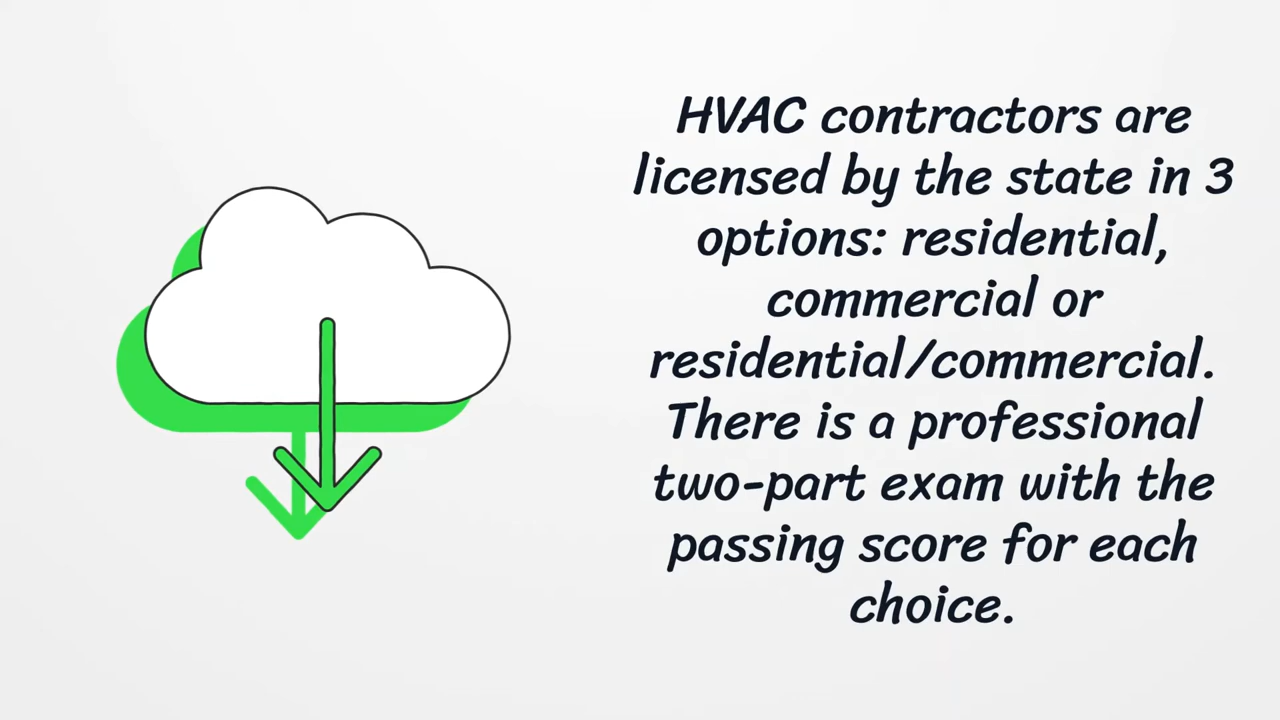 HVAC contractors are
licensed by the state in 3
options: residential,
commercial or
residential/commercial.
There is a professional
two-part exam with the
passing score for each
choice.